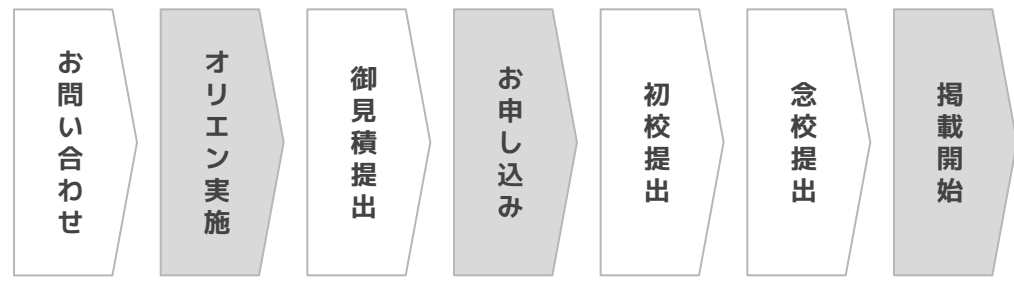 お問い合わせ
オリエン実施
御見積提出
お申し込み
初校提出
念校提出
掲載開始